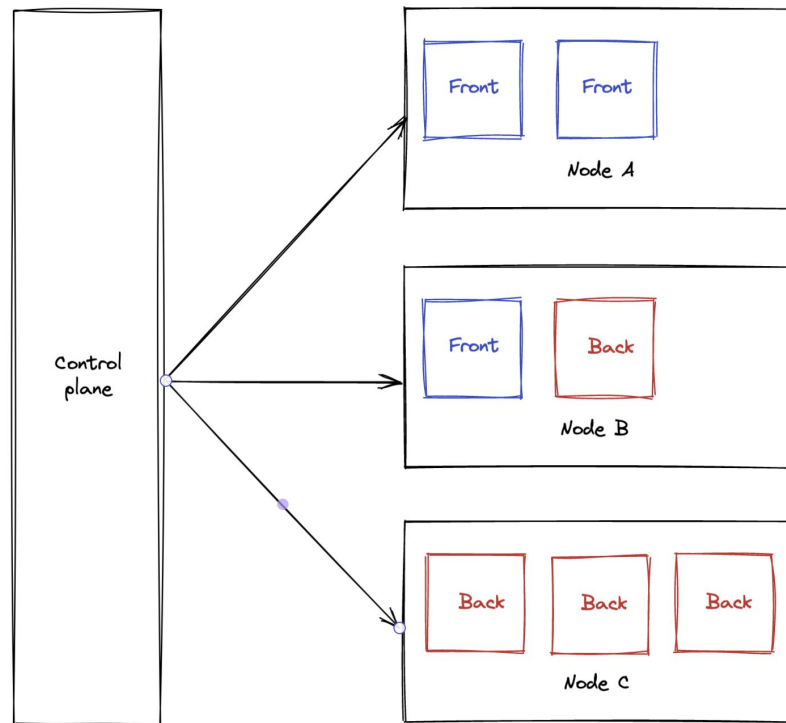 Control
plane
Front
Front
Node A
Front
Back
Node B
Back
Back
Back
Node C